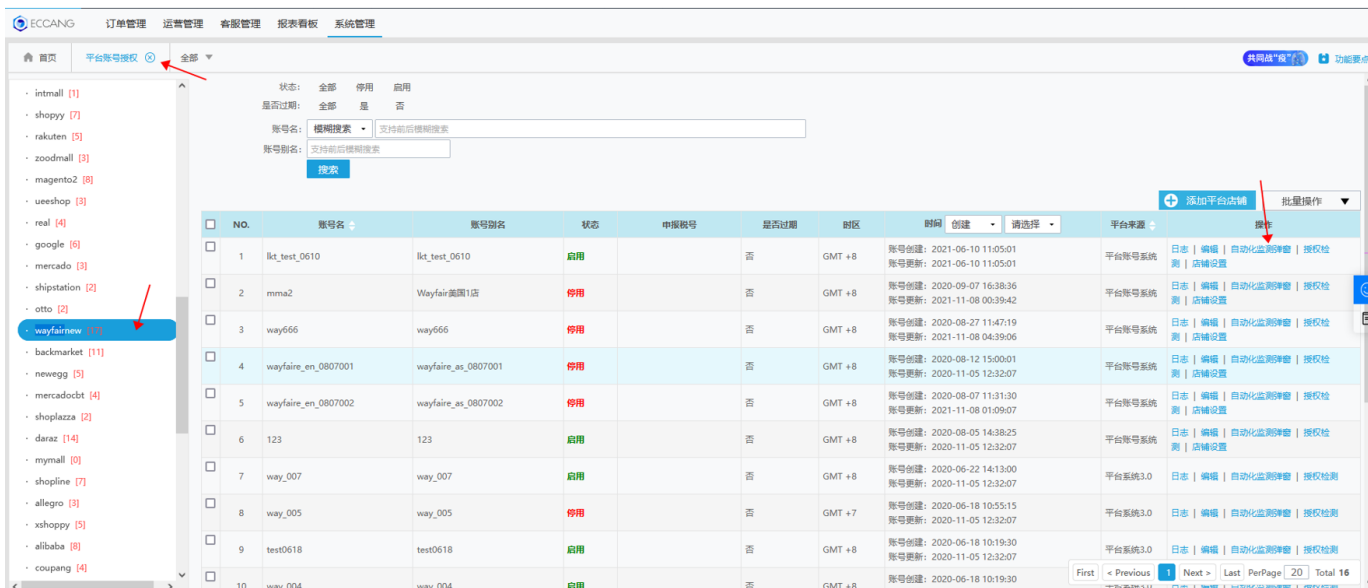 ECCANG 订单管理 运营管理 客服管理 报表看板 系统管理
首页 平台账号授权 全部
共同战"疫" 功能要点
intmall [1]
shopyy [7]
rakuten [5]
zoodmall [3]
magento2 [8]
ueeshop [3]
real [4]
google [6]
mercado [3]
shipstation [2]
otto [2]
wayfairnew [17]
backmarket [11]
newegg [5]
mercadocbt [4]
shoplazza [2]
daraz [14]
mymall [0]
shopline [7]
allegro [3]
xshoppy [5]
alibaba [8]
coupang [4]
状态: 全部 停用 启用
是否过期: 全部 是 否
账号名: 模糊搜索 支持前后模糊搜索
账号别名: 支持前后模糊搜索
搜索
添加平台店铺 批量操作
NO. 账号名 账号别名 状态 申报税号 是否过期 时区 时间 创建 请选择 平台来源 操作
1 lkt_test_0610 lkt_test_0610 启用 否 GMT +8 账号创建: 2021-06-10 11:05:01 平台账号系统 日志 | 编辑 | 自动化监测弹窗 | 授权检
账号更新: 2021-06-10 11:05:01 测 | 店铺设置
2 mma2 Wayfair美国1店 停用 否 GMT +8 账号创建: 2020-09-07 16:38:36 平台账号系统 日志 | 编辑 | 自动化监测弹窗 | 授权检
账号更新: 2021-11-08 00:39:42 测 | 店铺设置
3 way666 way666 停用 否 GMT +8 账号创建: 2020-08-27 11:47:19 平台账号系统 日志 | 编辑 | 自动化监测弹窗 | 授权检
账号更新: 2021-11-08 04:39:06 测 | 店铺设置
4 wayfaire_en_0807001 wayfaire_as_0807001 停用 否 GMT +8 账号创建: 2020-08-12 15:00:01 平台账号系统 日志 | 编辑 | 自动化监测弹窗 | 授权检
账号更新: 2020-11-05 12:32:07 测 | 店铺设置
5 wayfaire_en_0807002 wayfaire_as_0807002 停用 否 GMT +8 账号创建: 2020-08-07 11:31:30 平台账号系统 日志 | 编辑 | 自动化监测弹窗 | 授权检
账号更新: 2021-11-08 01:09:07 测 | 店铺设置
6 123 123 启用 否 GMT +8 账号创建: 2020-08-05 14:38:25 平台账号系统 日志 | 编辑 | 自动化监测弹窗 | 授权检
账号更新: 2020-11-05 12:32:07 测 | 店铺设置
7 way_007 way_007 启用 否 GMT +8 账号创建: 2020-06-22 14:13:00 平台系统3.0 日志 | 编辑 | 自动化监测弹窗 | 授权检测
账号更新: 2020-11-05 12:32:07
8 way_005 way_005 停用 否 GMT +7 账号创建: 2020-06-18 10:55:15 平台系统3.0 日志 | 编辑 | 自动化监测弹窗 | 授权检测
账号更新: 2020-11-05 12:32:07
9 test0618 test0618 启用 否 GMT +8 账号创建: 2020-06-18 10:19:30 平台系统3.0 日志 | 编辑 | 自动化监测弹窗 | 授权检测
账号更新: 2020-11-05 12:32:07
10 way_004 way_004 启用 否 GMT +8 账号创建: 2020-06-18 10:19:30
First < Previous 1 Next > Last PerPage 20 Total 16